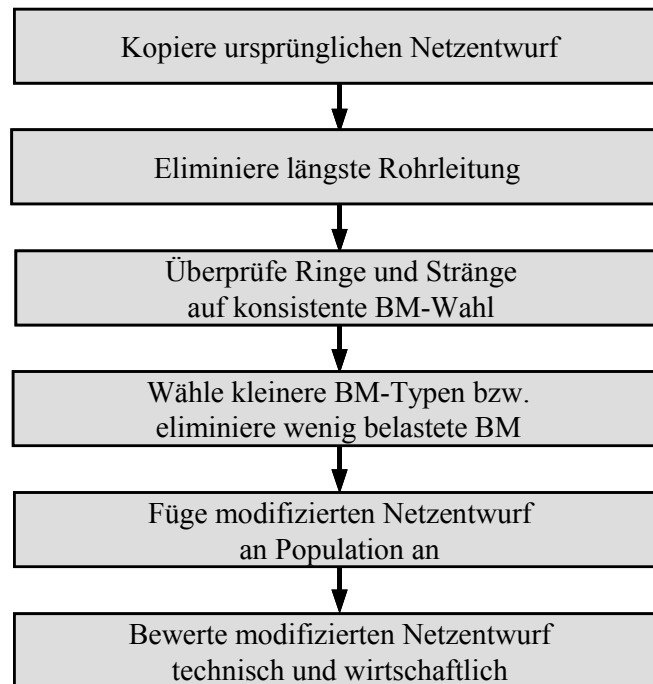 Kopiere ursprünglichen Netzentwurf
Eliminiere längste Rohrleitung
Überprüfe Ringe und Stränge
auf konsistente BM-Wahl
Wähle kleinere BM-Typen bzw.
eliminiere wenig belastete BM
Füge modifizierten Netzentwurf
an Population an
Bewerte modifizierten Netzentwurf
technisch und wirtschaftlich